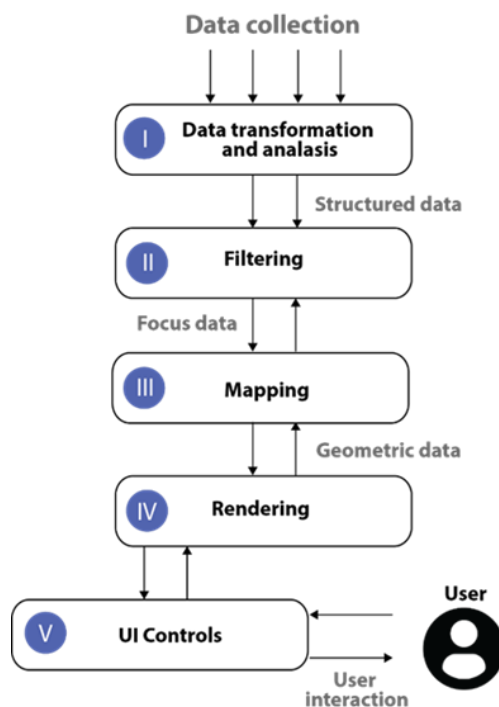 Data collection
I
Data transformation
and analasis
Structured data
II
Filtering
Focus data
III
Mapping
Geometric data
IV
Rendering
User
V
UI Controls
User
interaction